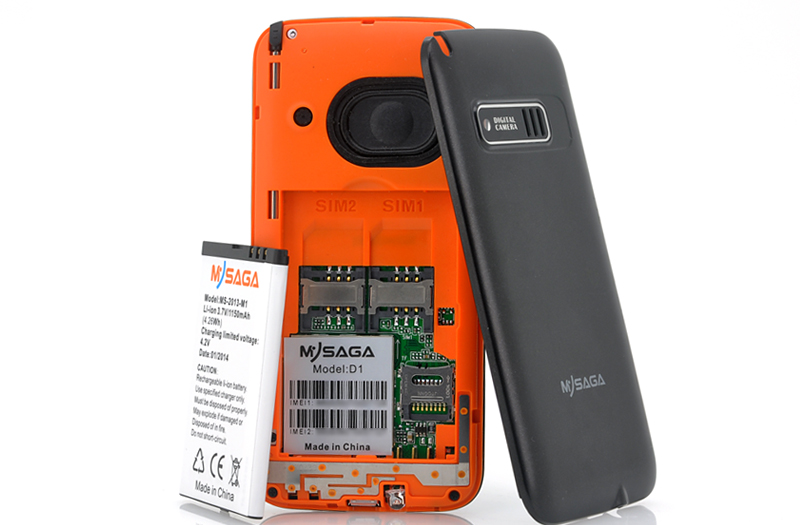 SIM2 SIM1
DIGITAL
CAMERA
MySAGA
Model:MS-2013-M1
Li-ion 3.7V/1150mAh
(4.26Wh)
Charging limited voltage:
4.2V
Date:01/2014
CAUTION:
Rechargeable li-ion battery.
Use specified charger only.
Must be disposed of properly
May explode if damaged or
Disposed of in fire.
Do not short-circuit.
CE
Made in China
MySAGA
Model:D1
IMEI1
IMEI2
Made in China
TF
MySAGA